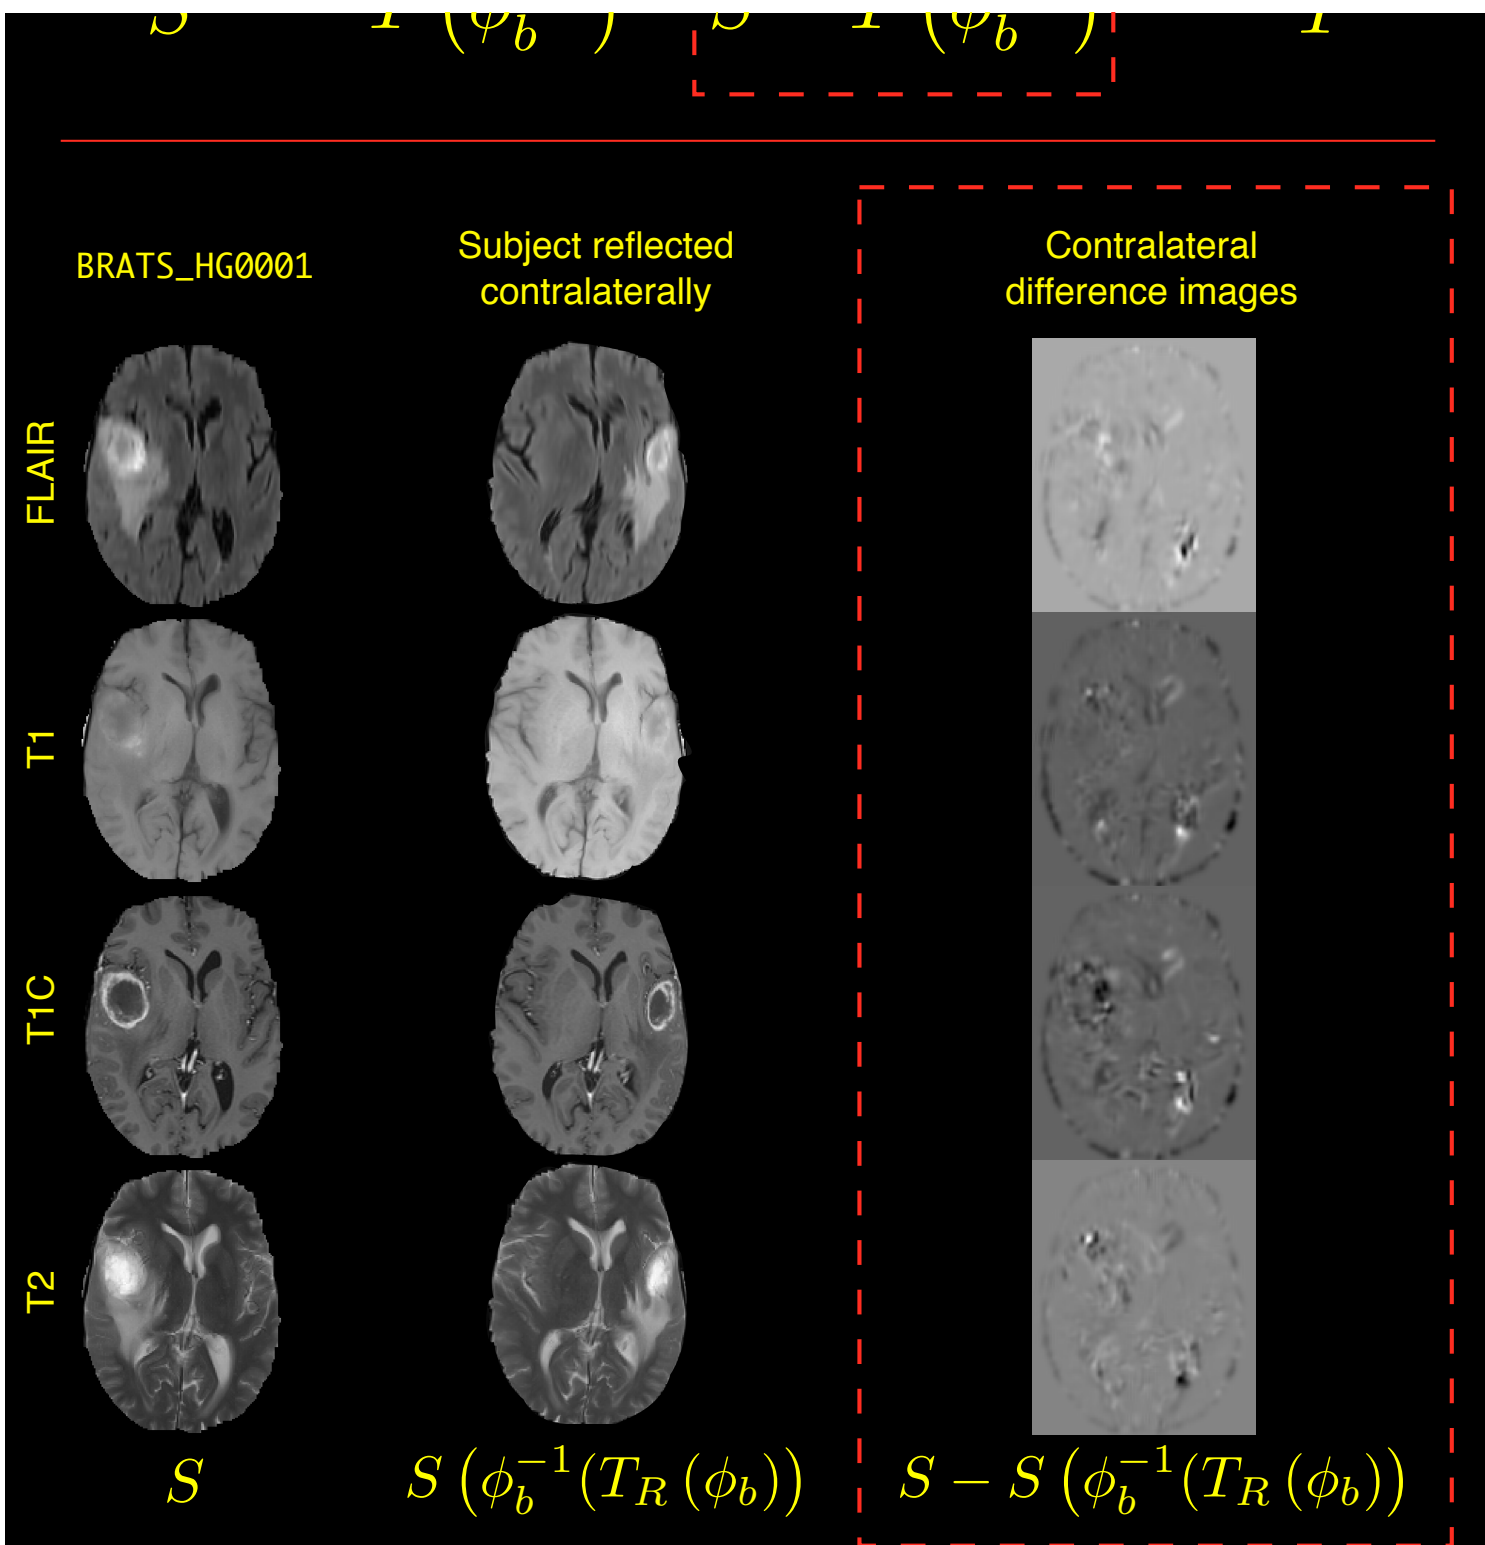 BRATS_HG0001
Subject reflected
contralaterally
Contralateral
difference images
FLAIR
T1
T1C
T2
S
S (ϕ_b^{-1}(T_R (ϕ_b))
S − S (ϕ_b^{-1}(T_R (ϕ_b))